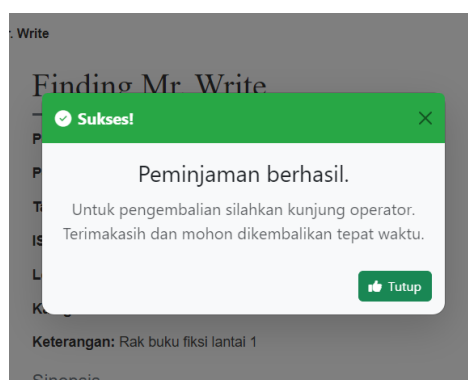 . Write
Finding Mr. Write
Sukses!
Peminjaman berhasil.
Untuk pengembalian silahkan kunjung operator.
Terimakasih dan mohon dikembalikan tepat waktu.
Tutup
Keterangan: Rak buku fiksi lantai 1
Sinopsis